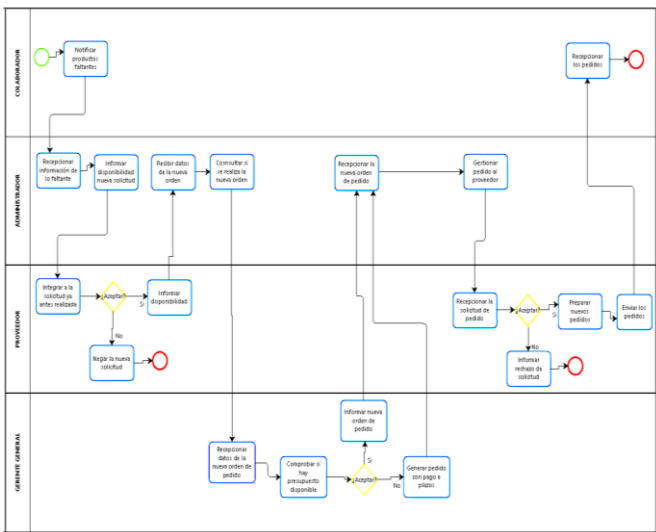 COLABORADOR
Notificar
productos
faltantes
Recepcionar
los pedidos
ADMINISTRADOR
Recepcionar
información de
lo faltante
Informar
disponibilidad
nueva solicitud
Recibir datos
de la nueva
orden
Consultar si
se realiza la
nueva orden
Recepcionar la
nueva orden
de pedido
Gestionar
pedido al
proveedor
PROVEEDOR
Integrar a la
solicitud ya
antes realizada
¿Aceptar?
Si
Informar
disponibilidad
No
Negar la nueva
solicitud
Recepcionar la
solicitud de
pedido
¿Aceptar?
Si
Preparar
nuevos
pedidos
Enviar los
pedidos
No
Informar
rechazo de
solicitud
GERENTE GENERAL
Recepcionar
datos de la
nueva orden de
pedido
Comprobar si
hay
presupuesto
disponible
¿Aceptar?
Si
Informar nueva
orden de
pedido
No
Generar pedido
con pago a
plazos